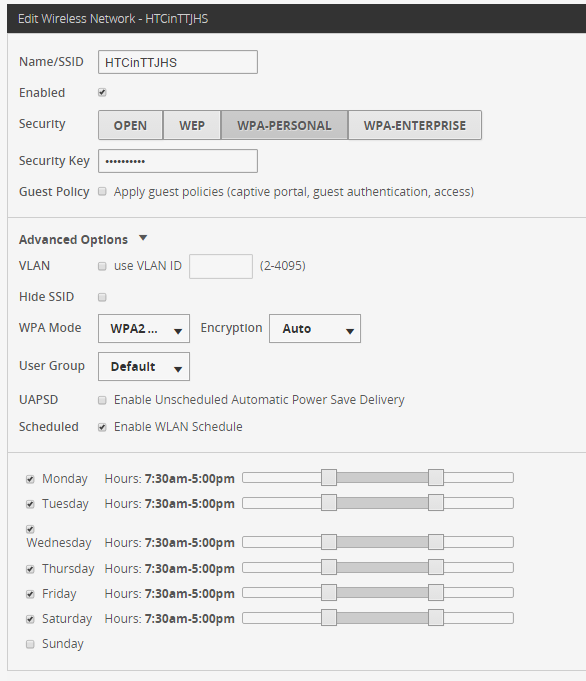 Edit Wireless Network - HTCinTTJHS
Name/SSID HTCinTTJHS
Enabled
Security OPEN WEP WPA-PERSONAL WPA-ENTERPRISE
Security Key ••••••••••
Guest Policy Apply guest policies (captive portal, guest authentication, access)
Advanced Options
VLAN use VLAN ID (2-4095)
Hide SSID
WPA Mode WPA2 ... Encryption Auto
User Group Default
UAPSD Enable Unscheduled Automatic Power Save Delivery
Scheduled Enable WLAN Schedule
Monday Hours: 7:30am-5:00pm
Tuesday Hours: 7:30am-5:00pm
Wednesday Hours: 7:30am-5:00pm
Thursday Hours: 7:30am-5:00pm
Friday Hours: 7:30am-5:00pm
Saturday Hours: 7:30am-5:00pm
Sunday